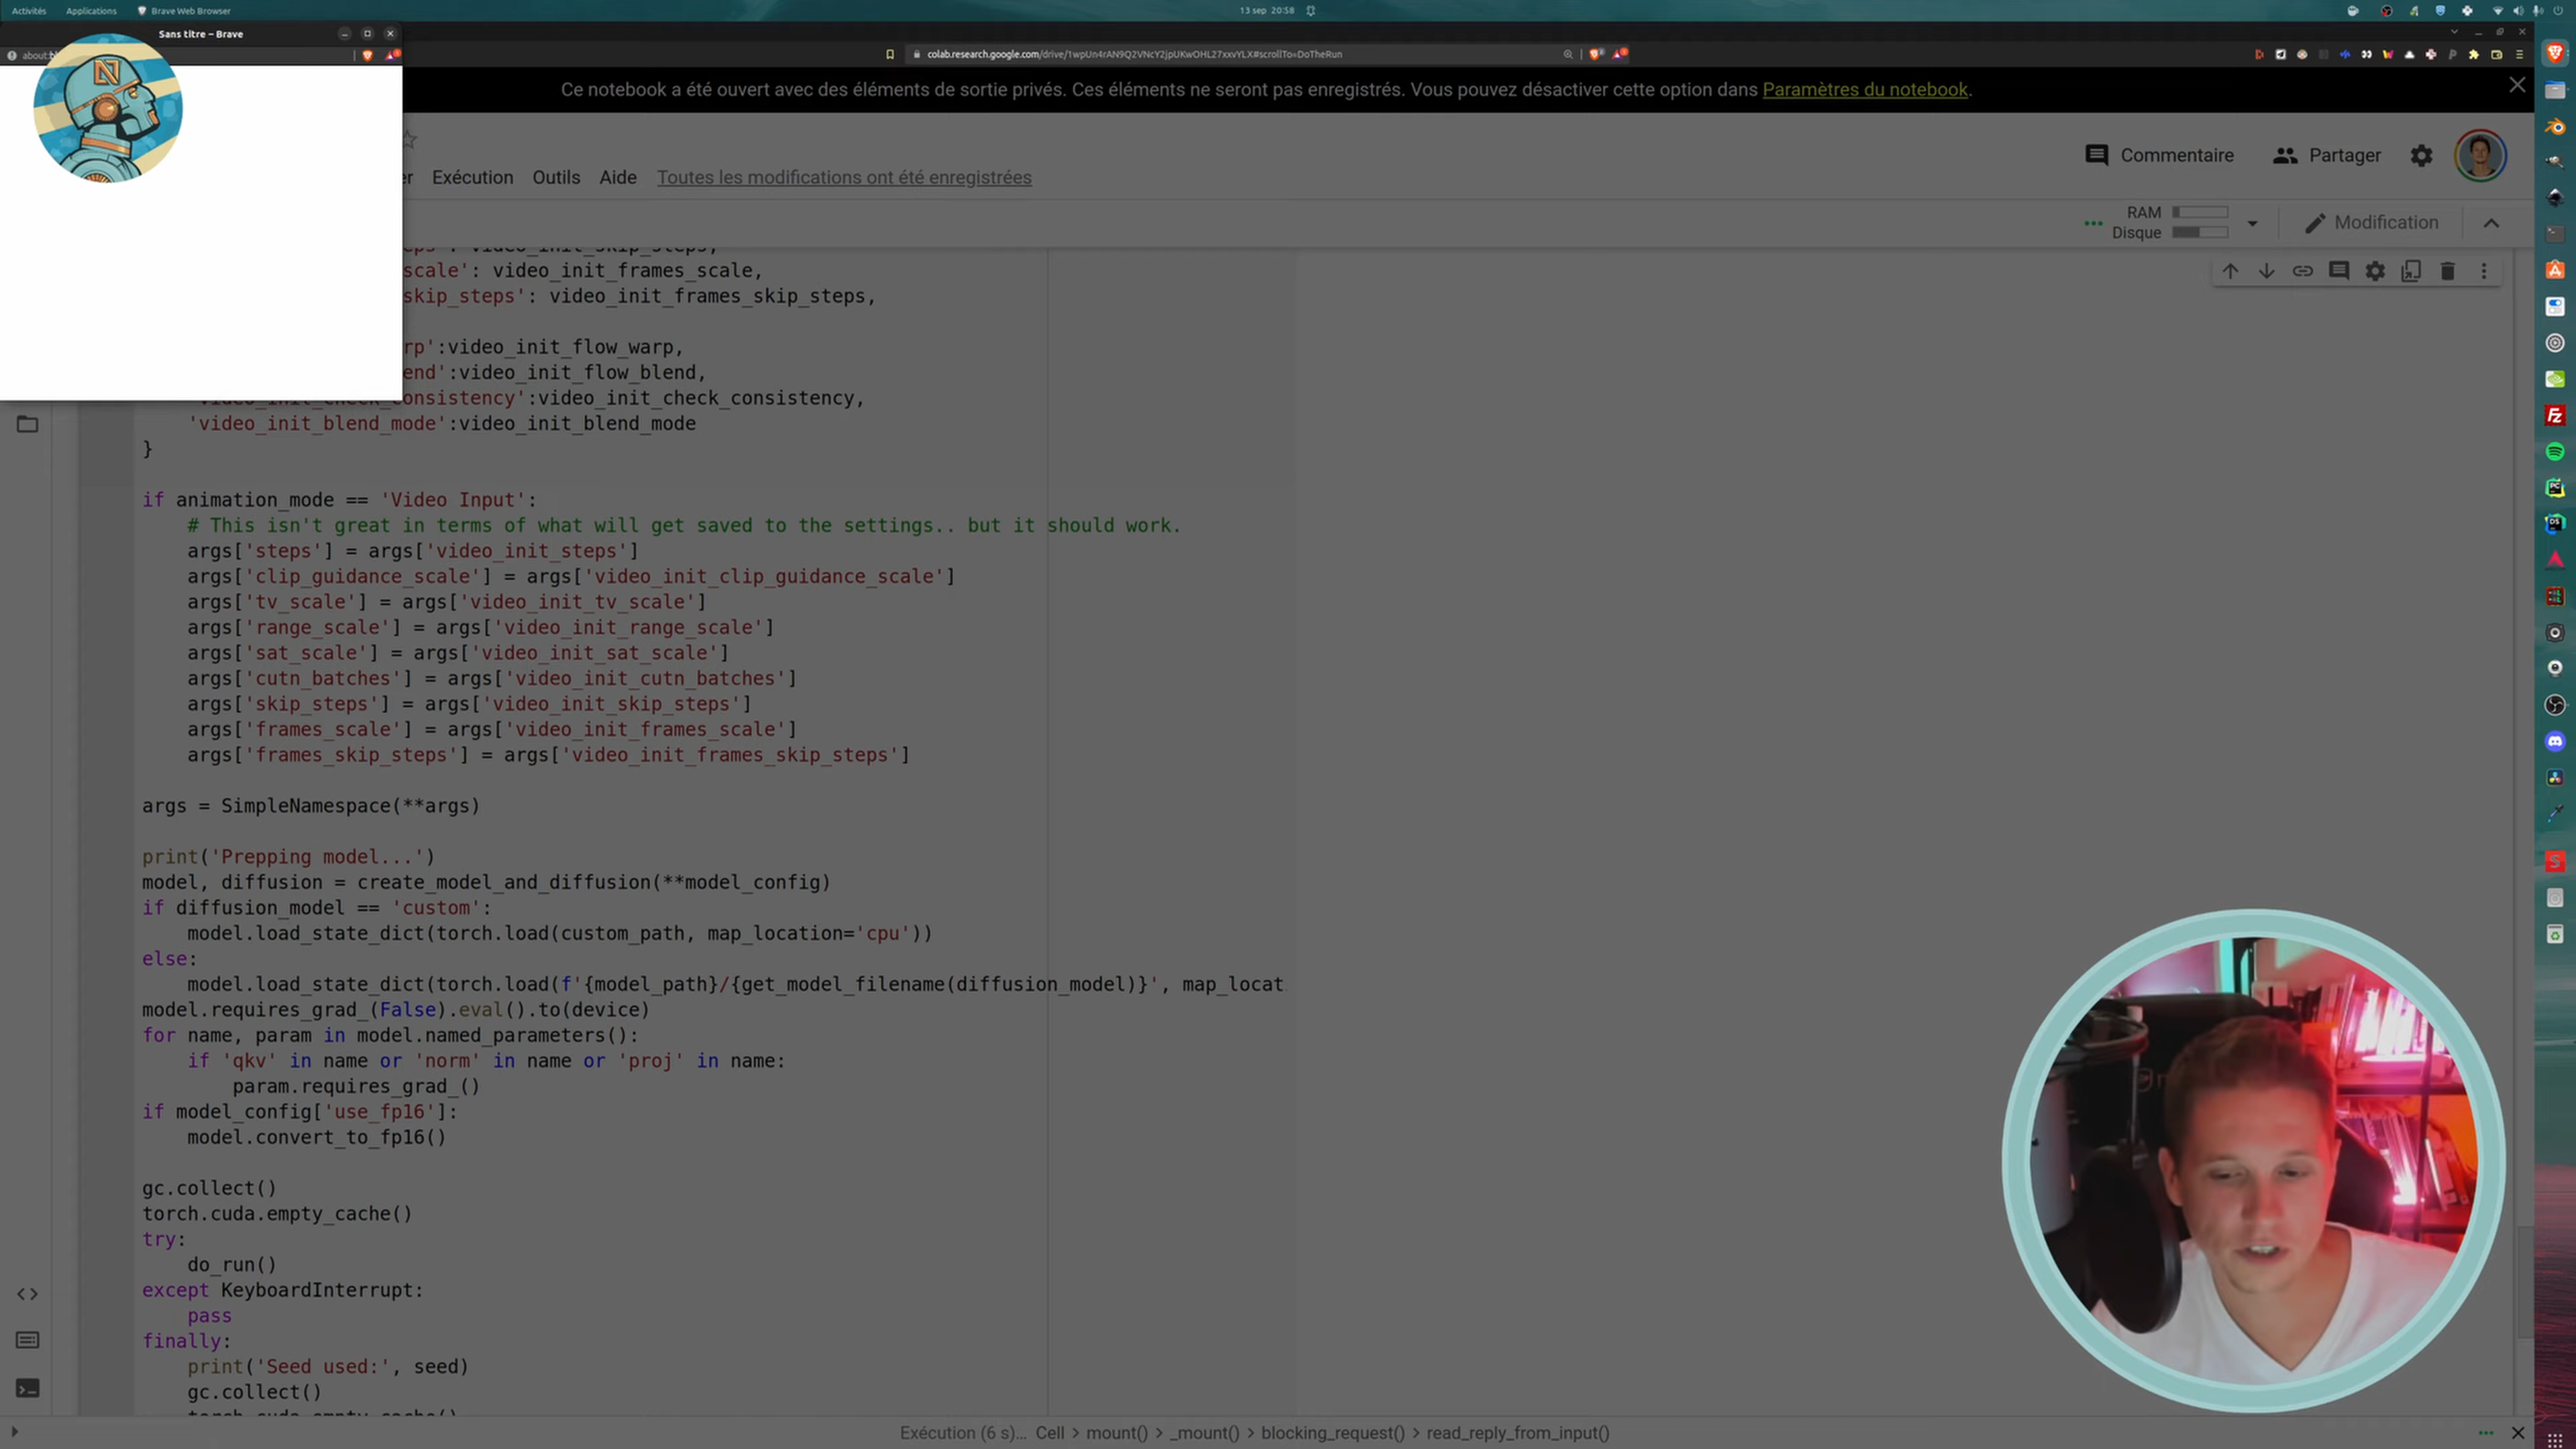 Activités
Applications
Brave Web Browser
13 sep 20:58
Sans titre – Brave
colab.research.google.com/drive/1wpUn4rAN9Q2VNcY2jpUKwOHL27xxvYLX#scrollTo=DoTheRun
Ce notebook a été ouvert avec des éléments de sortie privés. Ces éléments ne seront pas enregistrés. Vous pouvez désactiver cette option dans Paramètres du notebook.
Commentaire
Partager
er Exécution Outils Aide Toutes les modifications ont été enregistrées
RAM
Disque
Modification
eps': video_init_skip_steps,
scale': video_init_frames_scale,
skip_steps': video_init_frames_skip_steps,
rp':video_init_flow_warp,
end':video_init_flow_blend,
'video_init_check_consistency':video_init_check_consistency,
'video_init_blend_mode':video_init_blend_mode
}
if animation_mode == 'Video Input':
# This isn't great in terms of what will get saved to the settings.. but it should work.
args['steps'] = args['video_init_steps']
args['clip_guidance_scale'] = args['video_init_clip_guidance_scale']
args['tv_scale'] = args['video_init_tv_scale']
args['range_scale'] = args['video_init_range_scale']
args['sat_scale'] = args['video_init_sat_scale']
args['cutn_batches'] = args['video_init_cutn_batches']
args['skip_steps'] = args['video_init_skip_steps']
args['frames_scale'] = args['video_init_frames_scale']
args['frames_skip_steps'] = args['video_init_frames_skip_steps']
args = SimpleNamespace(**args)
print('Prepping model...')
model, diffusion = create_model_and_diffusion(**model_config)
if diffusion_model == 'custom':
model.load_state_dict(torch.load(custom_path, map_location='cpu'))
else:
model.load_state_dict(torch.load(f'{model_path}/{get_model_filename(diffusion_model)}', map_locat
model.requires_grad_(False).eval().to(device)
for name, param in model.named_parameters():
if 'qkv' in name or 'norm' in name or 'proj' in name:
param.requires_grad_()
if model_config['use_fp16']:
model.convert_to_fp16()
gc.collect()
torch.cuda.empty_cache()
try:
do_run()
except KeyboardInterrupt:
pass
finally:
print('Seed used:', seed)
gc.collect()
torch.cuda.empty_cache()
Exécution (6 s)... Cell > mount() > _mount() > blocking_request() > read_reply_from_input()